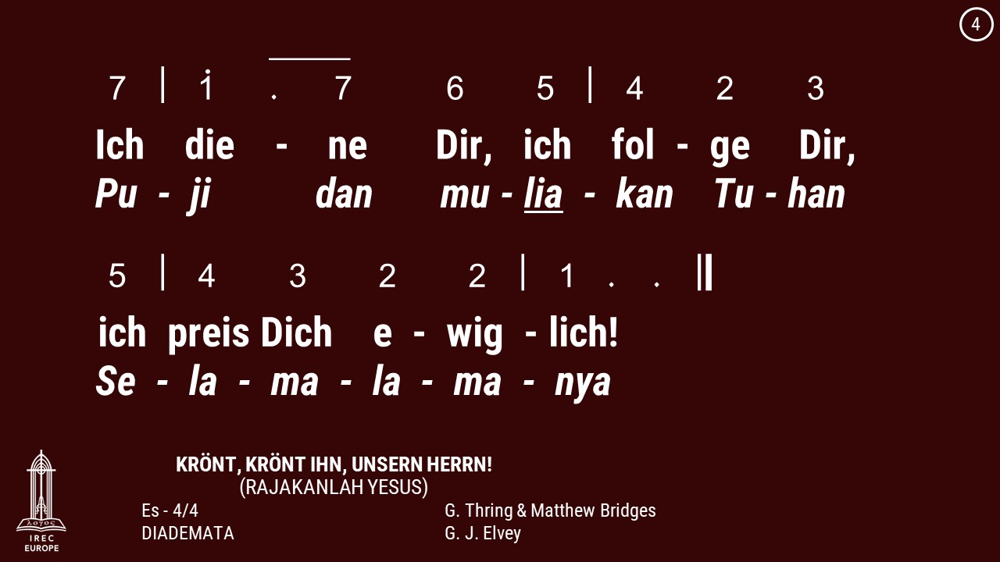 4
7 | 1̇ . 7 6 5 | 4 2 3
Ich die - ne Dir, ich fol - ge Dir,
Pu - ji dan mu - lia - kan Tu - han
5 | 4 3 2 2 | 1 . . ‖
ich preis Dich e - wig - lich!
Se - la - ma - la - ma - nya
KRÖNT, KRÖNT IHN, UNSERN HERRN!
(RAJAKANLAH YESUS)
Es - 4/4 G. Thring & Matthew Bridges
DIADEMATA G. J. Elvey
λογος
IREC
EUROPE